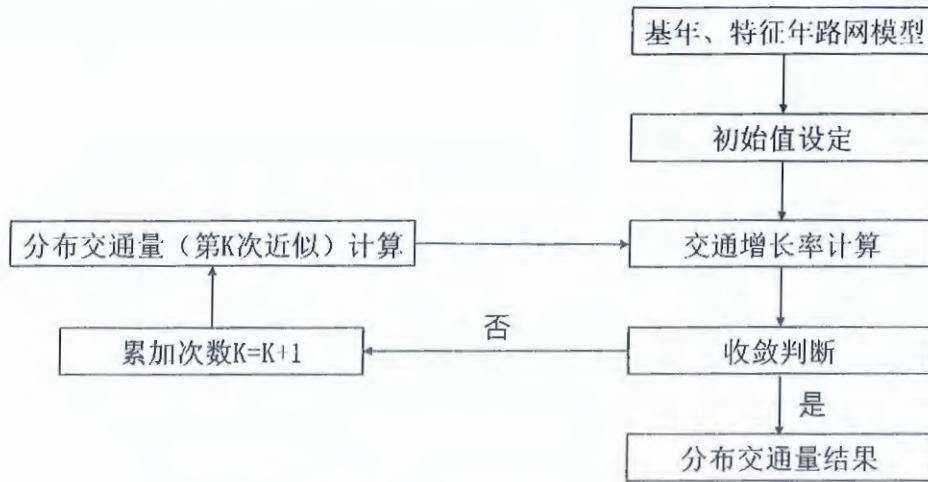 基年、特征年路网模型
初始值设定
分布交通量（第K次近似）计算
交通增长率计算
否
累加次数K=K+1
收敛判断
是
分布交通量结果